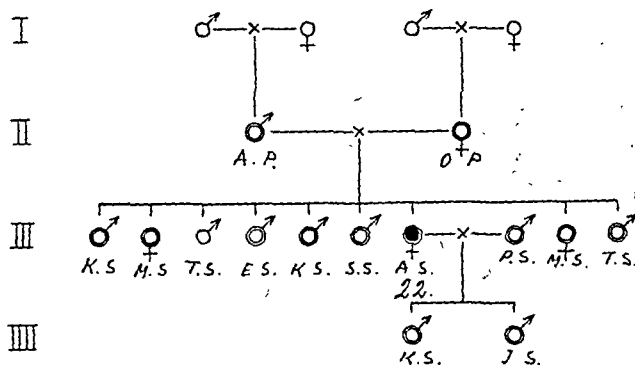 I
II
A. P. O P
III
K. S M. S T. S. E S. K S. S. S. A S. P. S. M. S. T. S.
22.
IIII
K. S. J S.